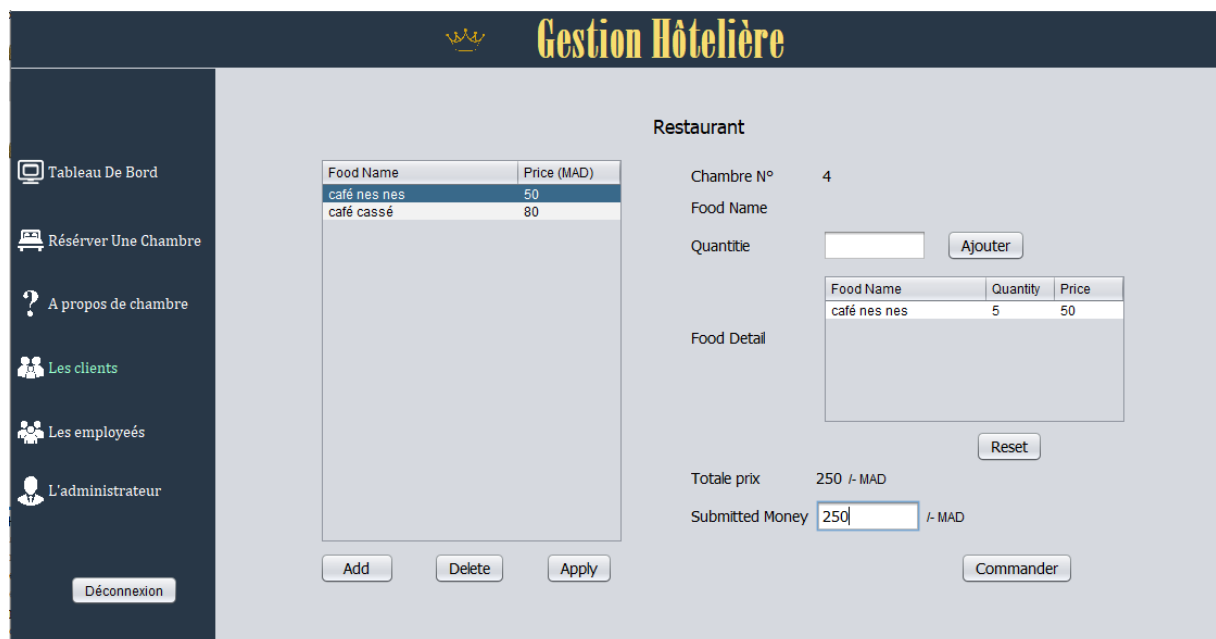 Gestion Hôtelière
Tableau De Bord
Résérver Une Chambre
A propos de chambre
Les clients
Les employeés
L'administrateur
Déconnexion
Restaurant
Food Name Price (MAD)
café nes nes 50
café cassé 80
Add Delete Apply
Chambre N° 4
Food Name
Quantitie Ajouter
Food Detail
Food Name Quantity Price
café nes nes 5 50
Reset
Totale prix 250 /- MAD
Submitted Money 250 /- MAD
Commander